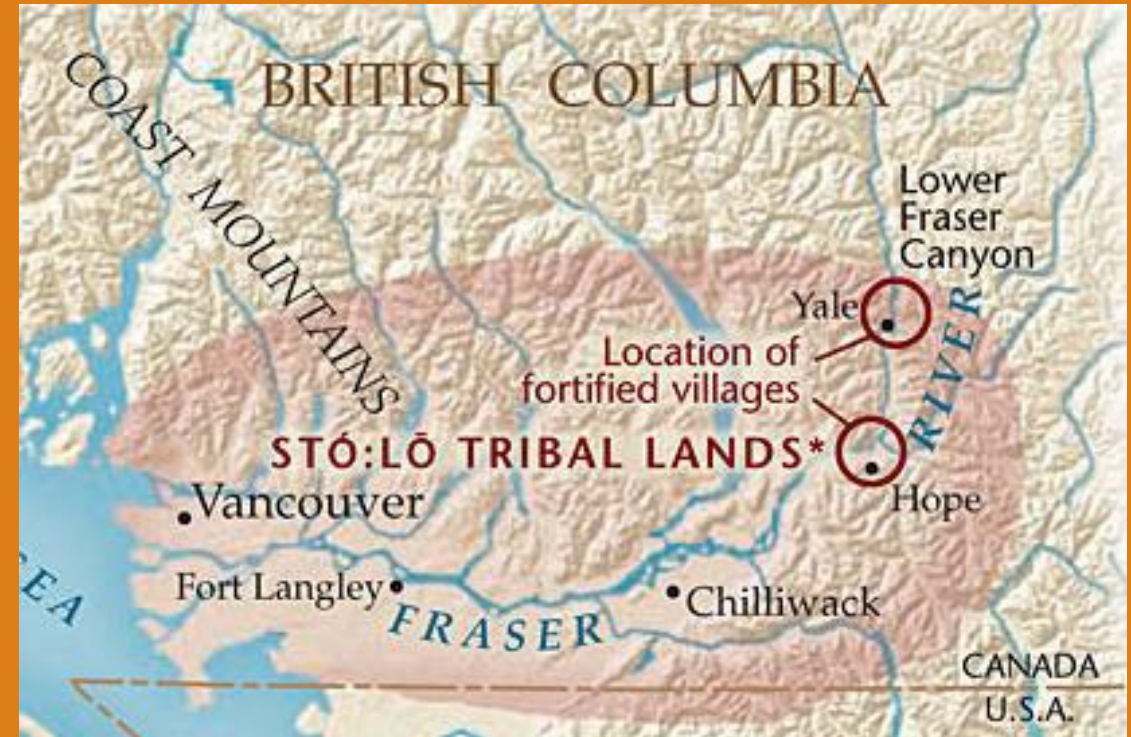 BRITISH COLUMBIA
COAST MOUNTAINS
Lower
Fraser
Canyon
Yale
Location of
fortified villages
RIVER
STÓ:LŌ TRIBAL LANDS*
Hope
Vancouver
Fort Langley
FRASER
Chilliwack
SEA
CANADA
U.S.A.